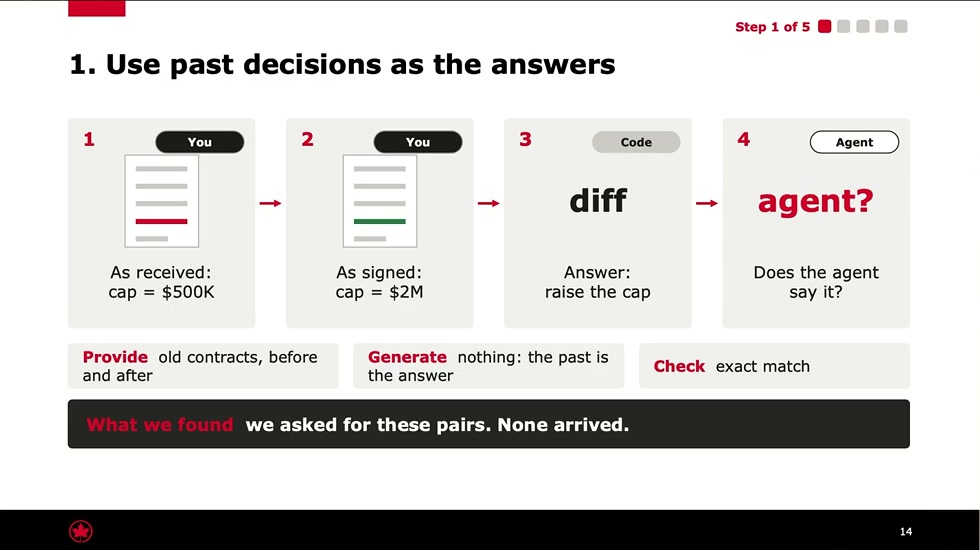 Step 1 of 5
1. Use past decisions as the answers
1
You
As received:
cap = $500K
2
You
As signed:
cap = $2M
3
Code
diff
Answer:
raise the cap
4
Agent
agent?
Does the agent
say it?
Provide old contracts, before
and after
Generate nothing: the past is
the answer
Check exact match
What we found we asked for these pairs. None arrived.
14